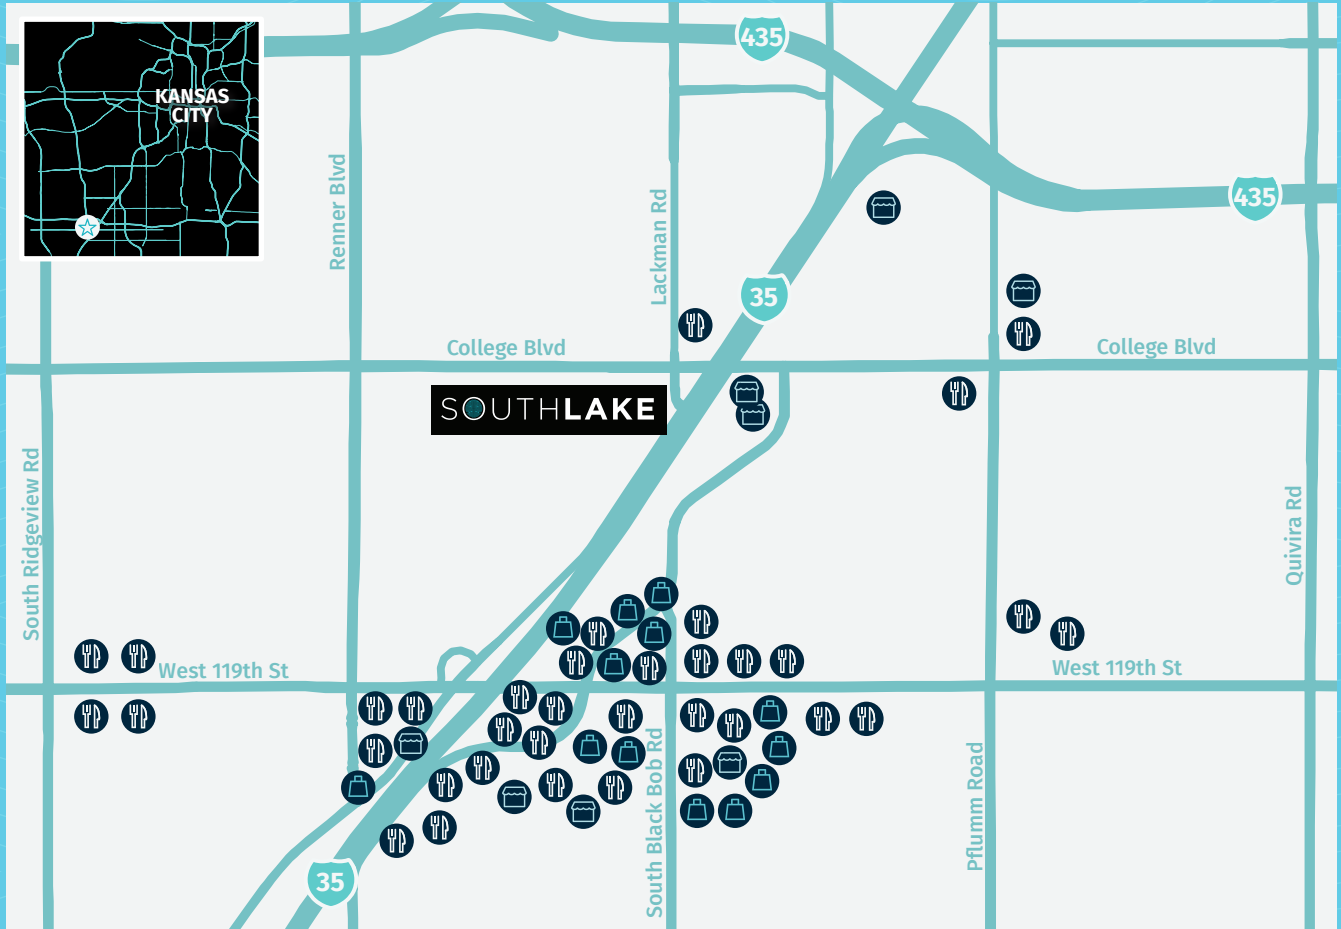 435
KANSAS
CITY
Renner Blvd
Lackman Rd
435
35
College Blvd
College Blvd
SOUTHLAKE
South Ridgeview Rd
Quivira Rd
West 119th St
West 119th St
South Black Bob Rd
Pflumm Road
35